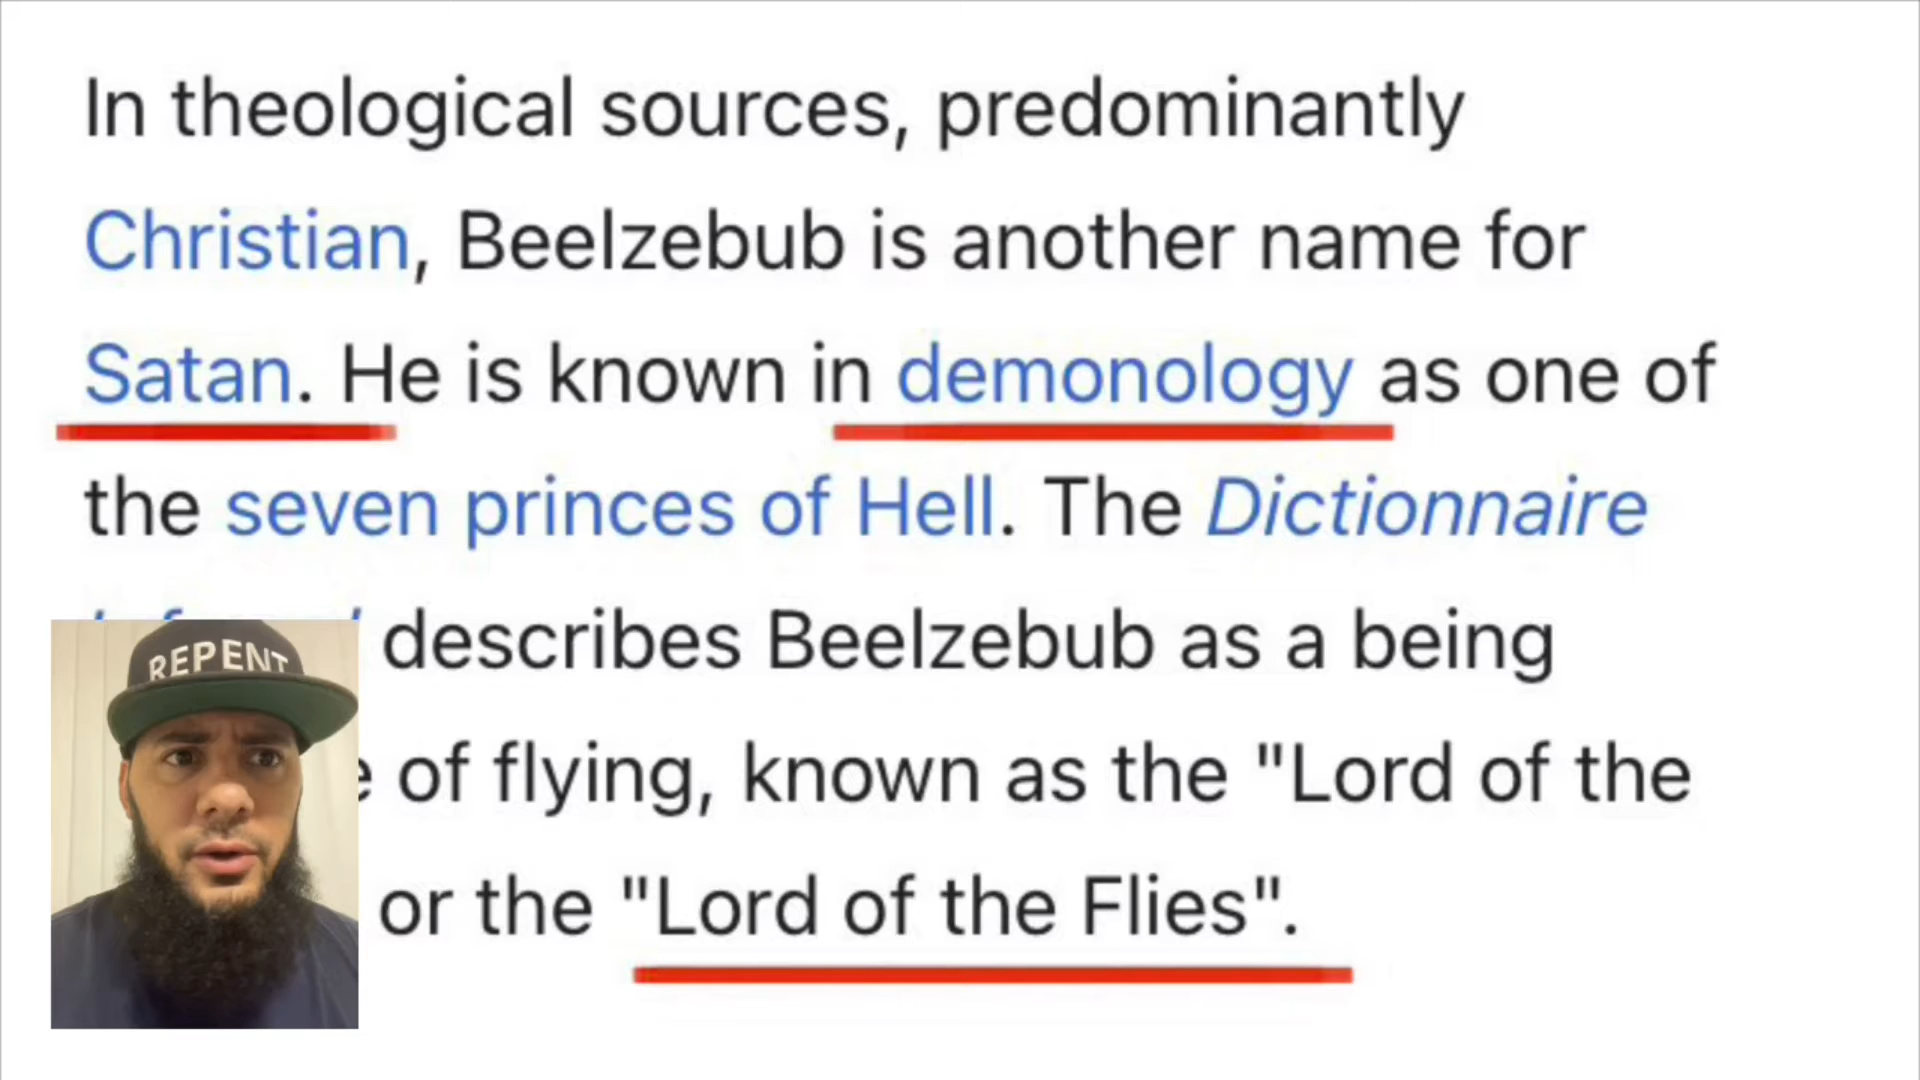 In theological sources, predominantly
Christian, Beelzebub is another name for
Satan. He is known in demonology as one of
the seven princes of Hell. The Dictionnaire
describes Beelzebub as a being
of flying, known as the "Lord of the
or the "Lord of the Flies".
REPENT